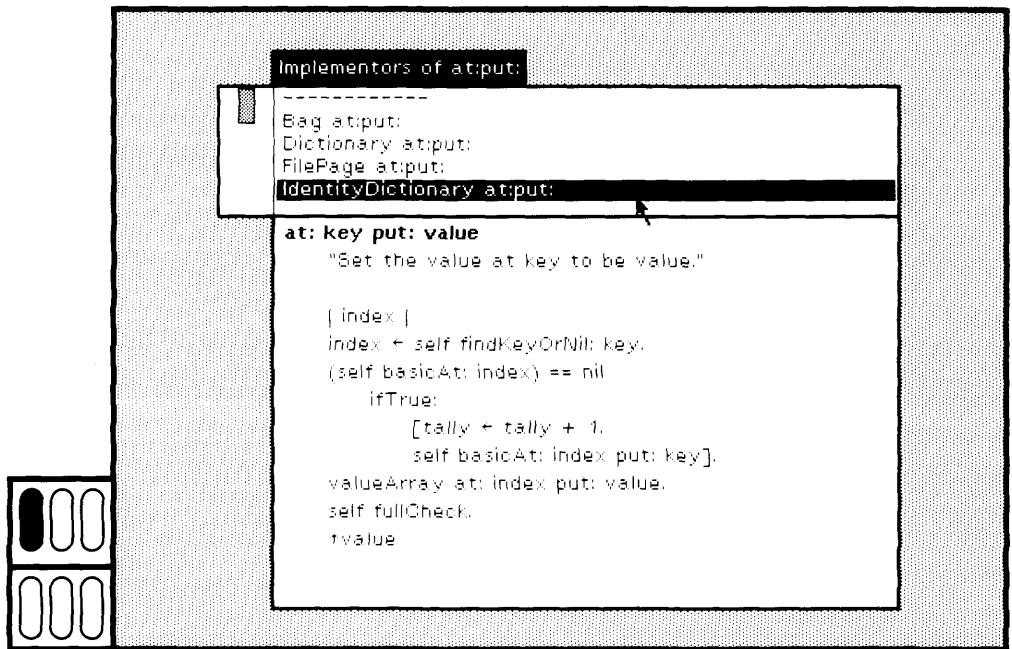 Implementors of at:put:
------------
Bag at:put:
Dictionary at:put:
FilePage at:put:
IdentityDictionary at:put:
at: key put: value
"Set the value at key to be value."
| index |
index ← self findKeyOrNil: key.
(self basicAt: index) == nil
ifTrue:
[tally ← tally + 1.
self basicAt: index put: key].
valueArray at: index put: value.
self fullCheck.
↑value